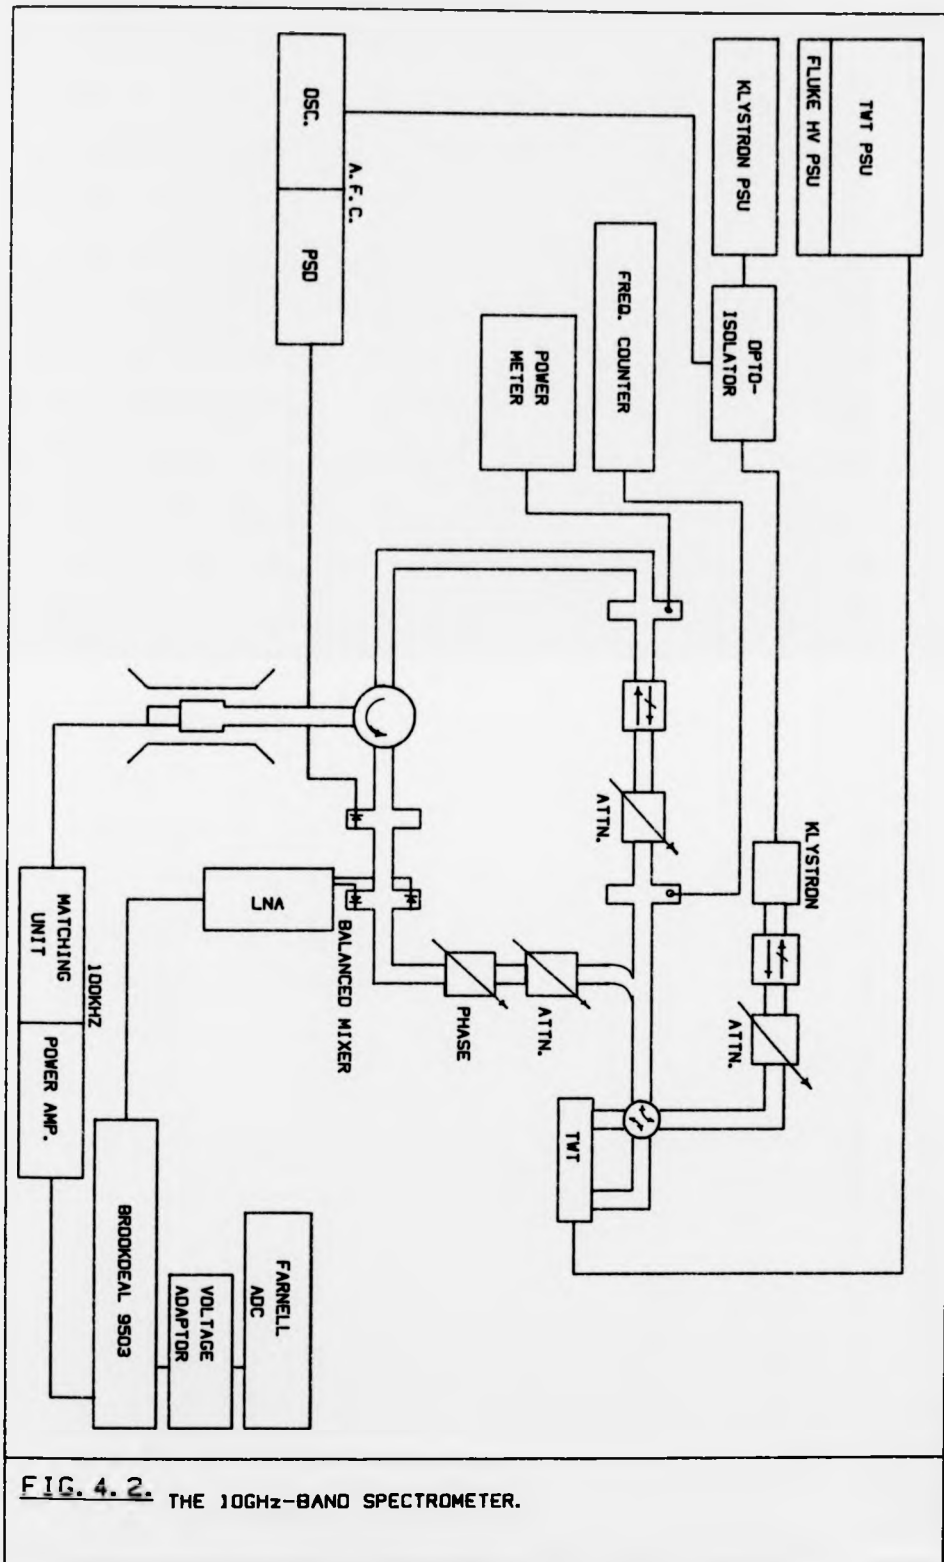 TWT PSU
FLUKE HV PSU
KLYSTRON PSU
OPTO-
ISOLATOR
KLYSTRON
ATTN.
FREQ. COUNTER
POWER
METER
ATTN.
TWT
ATTN.
PHASE
OSC.
PSD
A.F.C.
BALANCED MIXER
LNA
FARNELL
ADC
VOLTAGE
ADAPTOR
BROOKDEAL 9503
100KHZ
MATCHING
UNIT
POWER AMP.
FIG. 4. 2. THE 10GHz-BAND SPECTROMETER.